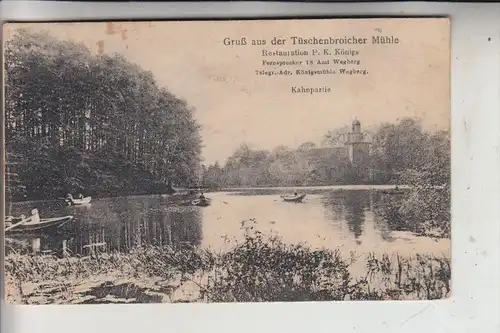 Gruß aus der Tüschenbroicher Mühle
Restauration P. K. Königs
Fernsprecher 18 Amt Wegberg
Telegr.-Adr. Königsmühle Wegberg.
Kahnpartie